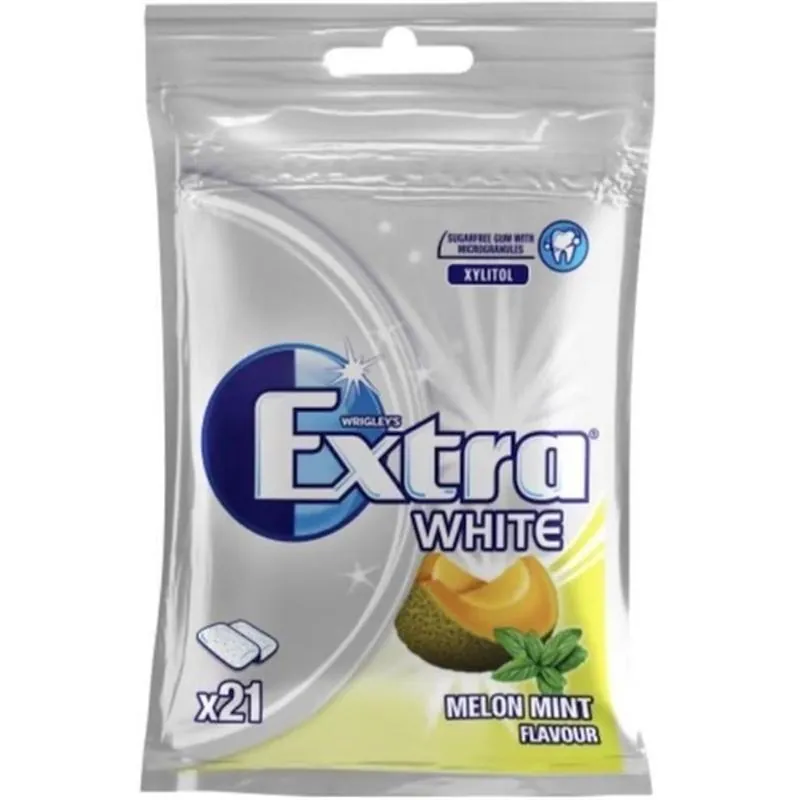 SUGARFREE GUM WITH
MICROGRANULES
XYLITOL
WRIGLEY'S
Extra®
WHITE
x21
MELON MINT
FLAVOUR